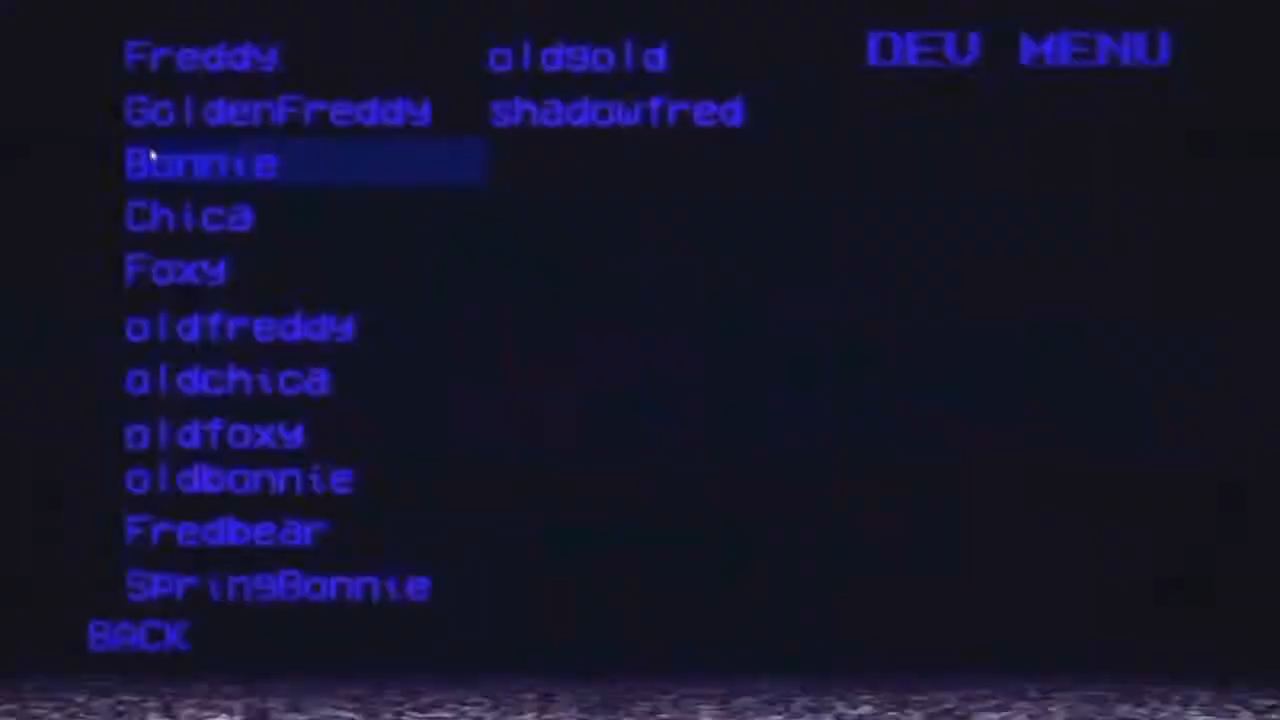 Freddy
GoldenFreddy
Bonnie
Chica
Foxy
oldfreddy
oldchica
oldfoxy
oldbonnie
Fredbear
SpringBonnie
BACK
oldgold
shadowfred
DEV MENU